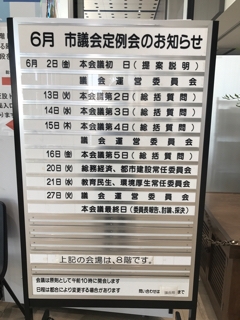 6月 市議会定例会のお知らせ
6月 2日㈮ 本会議初 日(提案説明)
議会運営委員会
13日㈫ 本会議第2日(総括質問)
14日㈬ 本会議第3日(総括質問)
15日㈭ 本会議第4日(総括質問)
議会運営委員会
16日㈮ 本会議第5日(総括質問)
20日㈫ 総務経済、都市建設常任委員会
21日㈬ 教育民生、環境厚生常任委員会
27日㈫ 議会運営委員会
本会議最終日(委員長報告、討議、採決)
上記の会場は、8階です。
会議は原則として午前10時に開会します
日程は都合により変更する場合があります
問い合わせは
まで